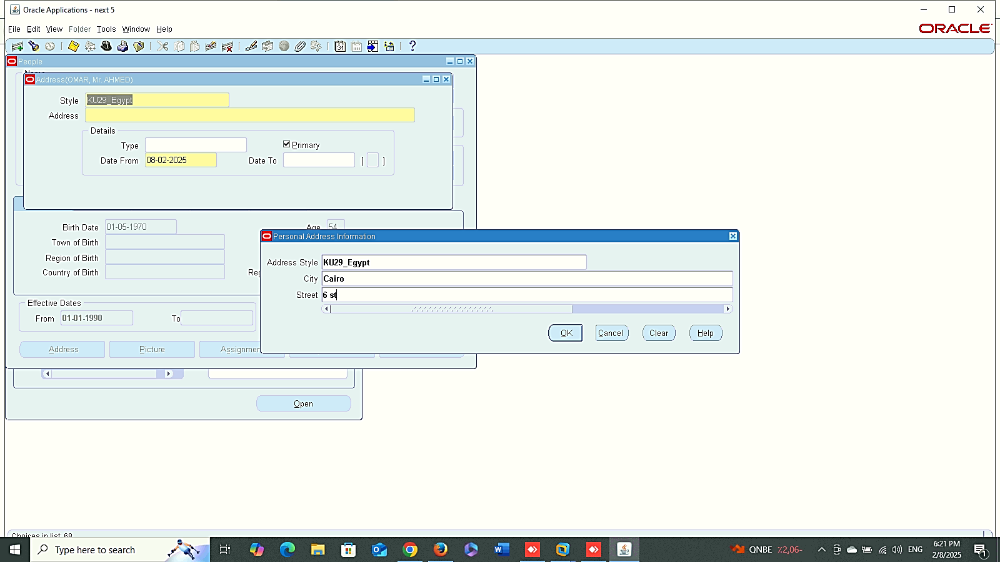 Oracle Applications - next 5
File Edit View Folder Tools Window Help
ORACLE
People
Name
Address(OMAR, Mr. AHMED)
Style KU29_Egypt
Address
Details
Type
Primary
Date From 08-02-2025 Date To [ ]
Birth Date 01-05-1970 Age 54
Town of Birth
Region of Birth
Country of Birth Reg
Personal Address Information
Address Style KU29_Egypt
City Cairo
Street 6 st
OK Cancel Clear Help
Effective Dates
From 01-01-1990 To
Address Picture Assignmen
Open
Choices in list: 68
Type here to search
QNBE ٪2,06-
ENG
6:21 PM
2/8/2025
1